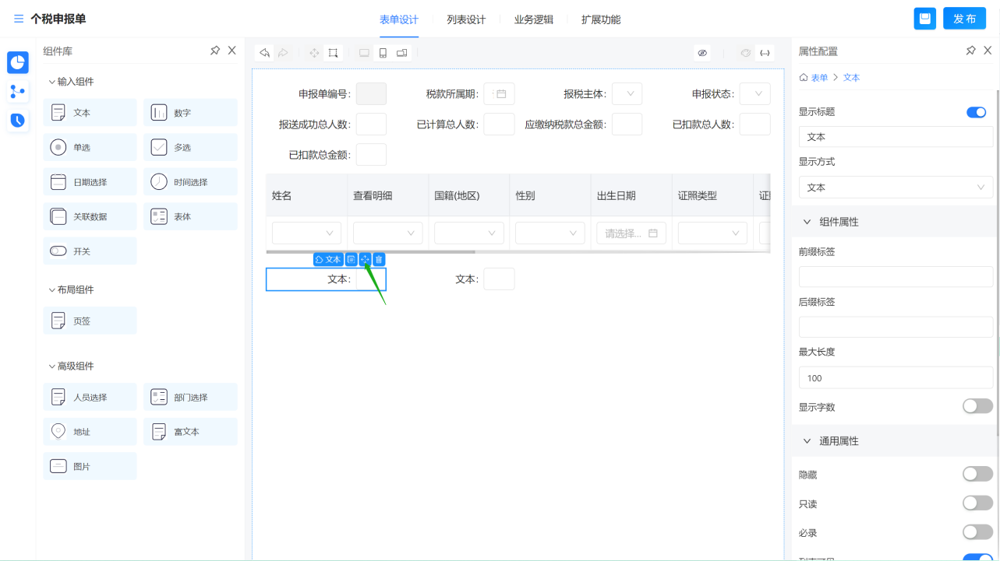 个税申报单
表单设计
列表设计
业务逻辑
扩展功能
发布
组件库
输入组件
文本
数字
单选
多选
日期选择
时间选择
关联数据
表体
开关
布局组件
页签
高级组件
人员选择
部门选择
地址
富文本
图片
申报单编号:
税款所属期:
报税主体:
申报状态:
报送成功总人数:
已计算总人数:
应缴纳税款总金额:
已扣款总人数:
已扣款总金额:
姓名
查看明细
国籍(地区)
性别
出生日期
证照类型
请选择...
文本
文本:
文本:
属性配置
表单 > 文本
显示标题
文本
显示方式
文本
组件属性
前缀标签
后缀标签
最大长度
100
显示字数
通用属性
隐藏
只读
必录